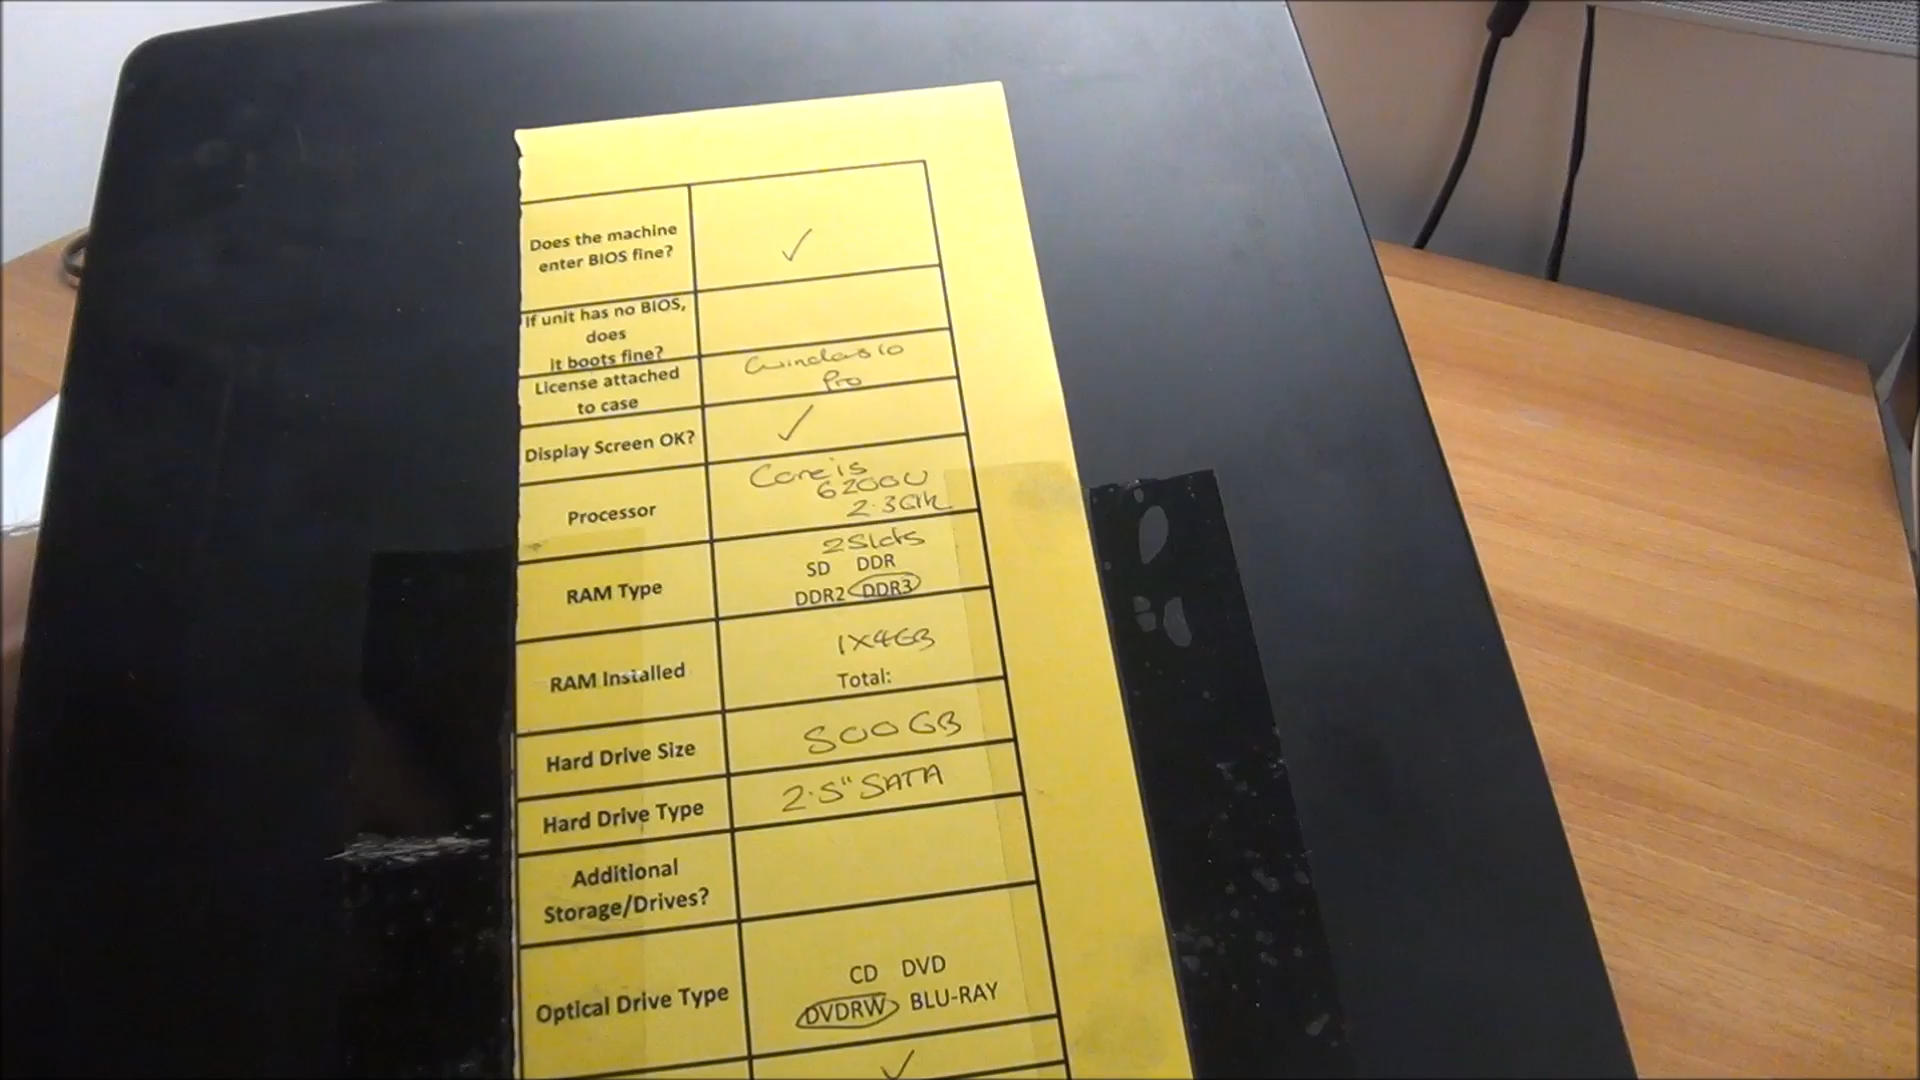 Does the machine
enter BIOS fine?
✓
If unit has no BIOS,
does
it boots fine?
License attached
to case
Windows 10
Pro
Display Screen OK?
✓
Processor
Core i5
6200U
2.3GHz
RAM Type
2 Slots
SD DDR
DDR2 DDR3
RAM Installed
1X4GB
Total:
Hard Drive Size
500GB
Hard Drive Type
2.5" SATA
Additional
Storage/Drives?
Optical Drive Type
CD DVD
DVDRW BLU-RAY
✓